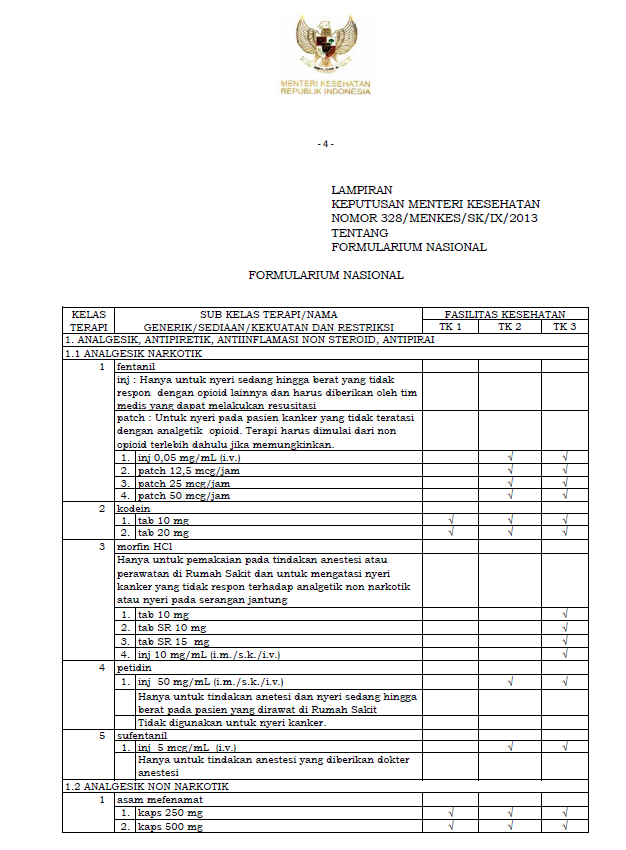 MENTERI KESEHATAN
REPUBLIK INDONESIA
- 4 -
LAMPIRAN
KEPUTUSAN MENTERI KESEHATAN
NOMOR 328/MENKES/SK/IX/2013
TENTANG
FORMULARIUM NASIONAL
FORMULARIUM NASIONAL
KELAS TERAPI | SUB KELAS TERAPI/NAMA GENERIK/SEDIAAN/KEKUATAN DAN RESTRIKSI | FASILITAS KESEHATAN
TK 1 | TK 2 | TK 3
1. ANALGESIK, ANTIPIRETIK, ANTIINFLAMASI NON STEROID, ANTIPIRAI
1.1 ANALGESIK NARKOTIK
1 fentanil
inj : Hanya untuk nyeri sedang hingga berat yang tidak
respon dengan opioid lainnya dan harus diberikan oleh tim
medis yang dapat melakukan resusitasi
patch : Untuk nyeri pada pasien kanker yang tidak teratasi
dengan analgetik opioid. Terapi harus dimulai dari non
opioid terlebih dahulu jika memungkinkan.
1. inj 0,05 mg/mL (i.v.) √ √
2. patch 12,5 mcg/jam √ √
3. patch 25 mcg/jam √ √
4. patch 50 mcg/jam √ √
2 kodein
1. tab 10 mg √ √ √
2. tab 20 mg √ √ √
3 morfin HCl
Hanya untuk pemakaian pada tindakan anestesi atau
perawatan di Rumah Sakit dan untuk mengatasi nyeri
kanker yang tidak respon terhadap analgetik non narkotik
atau nyeri pada serangan jantung
1. tab 10 mg √
2. tab SR 10 mg √
3. tab SR 15 mg √
4. inj 10 mg/mL (i.m./s.k./i.v.) √
4 petidin
1. inj 50 mg/mL (i.m./s.k./i.v.) √ √
Hanya untuk tindakan anetesi dan nyeri sedang hingga
berat pada pasien yang dirawat di Rumah Sakit
Tidak digunakan untuk nyeri kanker.
5 sufentanil
1. inj 5 mcg/mL (i.v.) √ √
Hanya untuk tindakan anestesi yang diberikan dokter
anestesi
1.2 ANALGESIK NON NARKOTIK
1 asam mefenamat
1. kaps 250 mg √ √ √
2. kaps 500 mg √ √ √